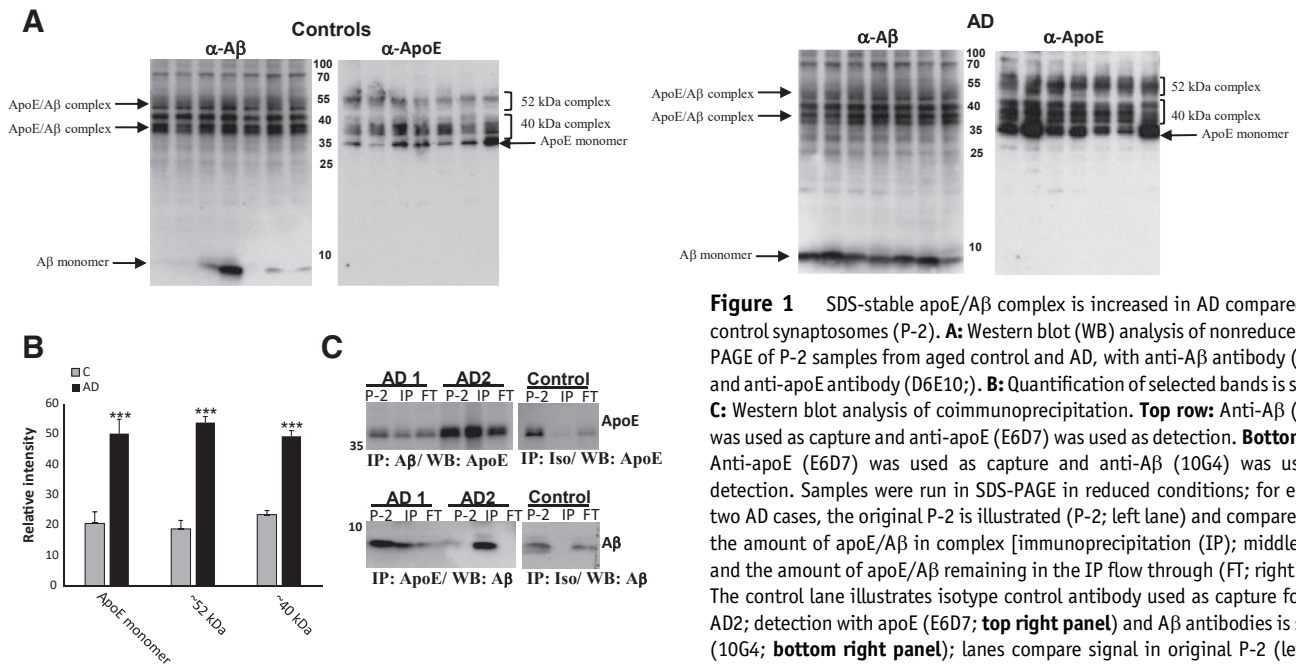 A
Controls
α-Aβ
α-ApoE
ApoE/Aβ complex
ApoE/Aβ complex
Aβ monomer
100
70
55
40
35
25
10
52 kDa complex
40 kDa complex
ApoE monomer
AD
α-Aβ
α-ApoE
ApoE/Aβ complex
ApoE/Aβ complex
Aβ monomer
100
70
55
40
35
25
10
52 kDa complex
40 kDa complex
ApoE monomer
B
C
AD
Relative intensity
60
50
40
30
20
10
0
***
***
***
ApoE monomer
~52 kDa
~40 kDa
C
AD 1 AD2 Control
P-2 IP FT P-2 IP FT P-2 IP FT
35
ApoE
IP: Aβ/ WB: ApoE IP: Iso/ WB: ApoE
AD 1 AD2 Control
P-2 IP FT P-2 IP FT P-2 IP FT
10
Aβ
IP: ApoE/ WB: Aβ IP: Iso/ WB: Aβ
Figure 1 SDS-stable apoE/Aβ complex is increased in AD compared
control synaptosomes (P-2). A: Western blot (WB) analysis of nonreduce
PAGE of P-2 samples from aged control and AD, with anti-Aβ antibody (
and anti-apoE antibody (D6E10;). B: Quantification of selected bands is s
C: Western blot analysis of coimmunoprecipitation. Top row: Anti-Aβ (
was used as capture and anti-apoE (E6D7) was used as detection. Bottom
Anti-apoE (E6D7) was used as capture and anti-Aβ (10G4) was us
detection. Samples were run in SDS-PAGE in reduced conditions; for e
two AD cases, the original P-2 is illustrated (P-2; left lane) and compare
the amount of apoE/Aβ in complex [immunoprecipitation (IP); middle
and the amount of apoE/Aβ remaining in the IP flow through (FT; right
The control lane illustrates isotype control antibody used as capture fo
AD2; detection with apoE (E6D7; top right panel) and Aβ antibodies is s
(10G4; bottom right panel); lanes compare signal in original P-2 (le